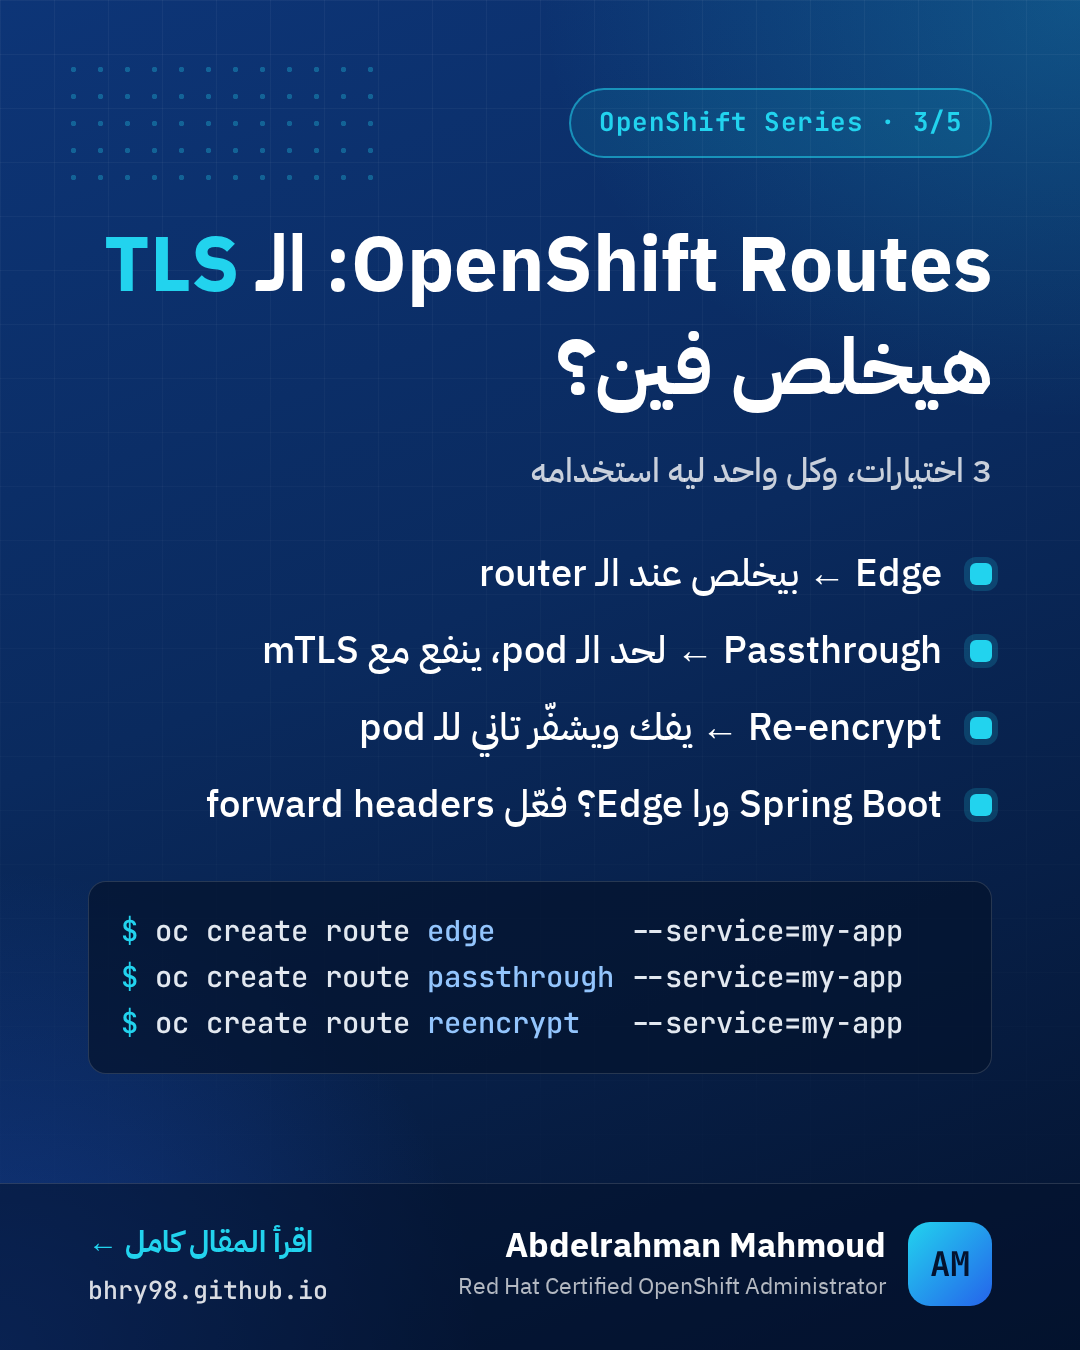 OpenShift Series · 3/5
OpenShift Routes: الـ TLS
هيخلص فين؟
3 اختيارات، وكل واحد ليه استخدامه
Edge ← بيخلص عند الـ router
Passthrough ← لحد الـ pod، ينفع مع mTLS
Re-encrypt ← يفك ويشفّر تاني للـ pod
Spring Boot ورا Edge؟ فعّل forward headers
$ oc create route edge        --service=my-app
$ oc create route passthrough --service=my-app
$ oc create route reencrypt   --service=my-app
AM
Abdelrahman Mahmoud
Red Hat Certified OpenShift Administrator
اقرأ المقال كامل ←
bhry98.github.io